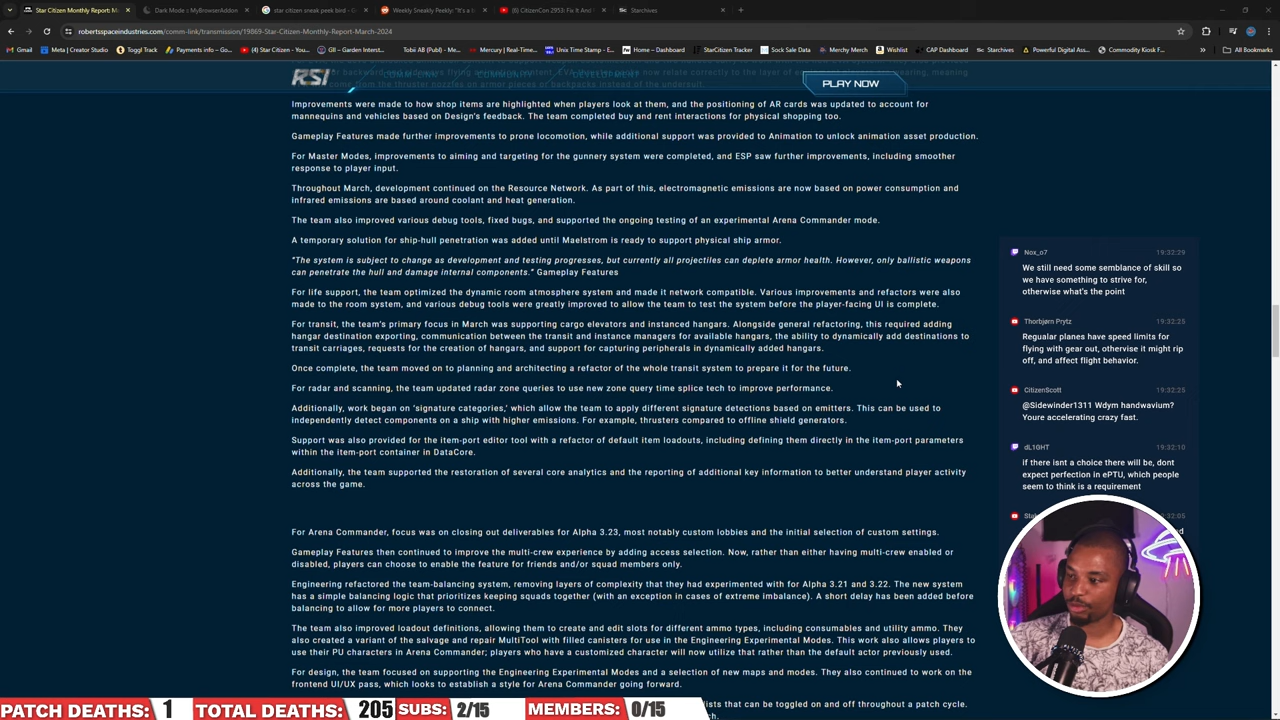 Star Citizen Monthly Report: M
Dark Mode :: MyBrowserAddon
star citizen sneak peek bird - G
Weekly Sneaky Peekly: "It's a b
(6) CitizenCon 2953: Fix It And
Starchives
robertsspaceindustries.com/comm-link/transmission/19869-Star-Citizen-Monthly-Report-March-2024
Gmail
Meta | Creator Studio
Toggl Track
Payments info – G...
(4) Star Citizen - You...
GL - Garden Interi...
Tobii AB (Publ) - Me...
Mercury | Real-Time...
Unix Time Stamp - E...
Home – Dashboard
StarCitizen Tracker
Sock Sale Data
Merchy Merch
Wishlist
CAP Dashboard
Starchives
Powerful Digital Ass...
Commodity Kiosk F...
All Bookmarks
RSI
COMM-LINK
COMMUNITY
DEVELOPMENT
PLAY NOW
Improvements were made to how shop items are highlighted when players look at them, and the positioning of AR cards was updated to account for
mannequins and vehicles based on Design's feedback. The team completed buy and rent interactions for physical shopping too.
Gameplay Features made further improvements to prone locomotion, while additional support was provided to Animation to unlock animation asset production.
For Master Modes, improvements to aiming and targeting for the gunnery system were completed, and ESP saw further improvements, including smoother
response to player input.
Throughout March, development continued on the Resource Network. As part of this, electromagnetic emissions are now based on power consumption and
infrared emissions are based around coolant and heat generation.
The team also improved various debug tools, fixed bugs, and supported the ongoing testing of an experimental Arena Commander mode.
A temporary solution for ship-hull penetration was added until Maelstrom is ready to support physical ship armor.
"The system is subject to change as development and testing progresses, but currently all projectiles can deplete armor health. However, only ballistic weapons
can penetrate the hull and damage internal components." Gameplay Features
For life support, the team optimized the dynamic room atmosphere system and made it network compatible. Various improvements and refactors were also
made to the room system, and various debug tools were greatly improved to allow the team to test the system before the player-facing UI is complete.
For transit, the team's primary focus in March was supporting cargo elevators and instanced hangars. Alongside general refactoring, this required adding
hangar destination exporting, communication between the transit and instance managers for available hangars, the ability to dynamically add destinations to
transit carriages, requests for the creation of hangars, and support for capturing peripherals in dynamically added hangars.
Once complete, the team moved on to planning and architecting a refactor of the whole transit system to prepare it for the future.
For radar and scanning, the team updated radar zone queries to use new zone query time splice tech to improve performance.
Additionally, work began on 'signature categories,' which allow the team to apply different signature detections based on emitters. This can be used to
independently detect components on a ship with higher emissions. For example, thrusters compared to offline shield generators.
Support was also provided for the item-port editor tool with a refactor of default item loadouts, including defining them directly in the item-port parameters
within the item-port container in DataCore.
Additionally, the team supported the restoration of several core analytics and the reporting of additional key information to better understand player activity
across the game.
For Arena Commander, focus was on closing out deliverables for Alpha 3.23, most notably custom lobbies and the initial selection of custom settings.
Gameplay Features then continued to improve the multi-crew experience by adding access selection. Now, rather than either having multi-crew enabled or
disabled, players can choose to enable the feature for friends and/or squad members only.
Engineering refactored the team-balancing system, removing layers of complexity that they had experimented with for Alpha 3.21 and 3.22. The new system
has a simple balancing logic that prioritizes keeping squads together (with an exception in cases of extreme imbalance). A short delay has been added before
balancing to allow for more players to connect.
The team also improved loadout definitions, allowing them to create and edit slots for different ammo types, including consumables and utility ammo. They
also created a variant of the salvage and repair MultiTool with filled canisters for use in the Engineering Experimental Modes. This work also allows players to
use their PU characters in Arena Commander; players who have a customized character will now utilize that rather than the default actor previously used.
For design, the team focused on supporting the Engineering Experimental Modes and a selection of new maps and modes. They also continued to work on the
frontend UI/UX pass, which looks to establish a style for Arena Commander going forward.
lists that can be toggled on and off throughout a patch cycle.
Nox_o7
19:32:29
We still need some semblance of skill so
we have something to strive for,
otherwise what's the point
Thorbjørn Prytz
19:32:25
Regualar planes have speed limits for
flying with gear out, othervise it might rip
off, and affect flight behavior.
CitizenScott
19:32:25
@Sidewinder1311 Wdym handwavium?
Youre accelerating crazy fast.
dL1GHT
19:32:10
if there isnt a choice there will be, dont
expect perfection in ePTU, which people
seem to think is a requirement
19:32:05
PATCH DEATHS: 1
TOTAL DEATHS: 205
SUBS: 2/15
MEMBERS: 0/15